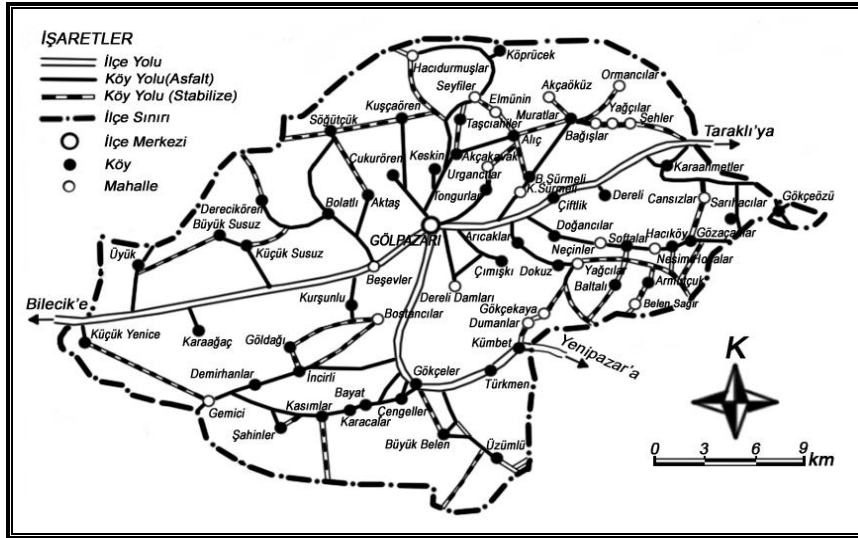 İŞARETLER
İlçe Yolu
Köy Yolu(Asfalt)
Köy Yolu (Stabilize)
İlçe Sınırı
İlçe Merkezi
Köy
Mahalle
Köprücek
Hacıdurmuşlar
Seyfiler
Elmünin
Akçaöküz
Ormancılar
Kuşçaören
Söğütçük
Taşçıahiler
Muratlar
Yağcılar
Şehler
Alıç
Bağışlar
Taraklı'ya
Çukurören
Keskin
Akçakavak
Urgancılar
Karaahmetler
Tongurlar
B.Sürmeli
K.Sürmeli
Dereli
Cansızlar
Sarıhacılar
Gökçeözü
Derecikören
Bolatlı
Aktaş
Çiftlik
GÖLPAZARI
Büyük Susuz
Küçük Susuz
Arıcaklar
Doğancılar
Softalar
Hacıköy
Gözaçanlar
Üyük
Neçinler
Nesim Hocalar
Beşevler
Çımışkı
Dokuz
Yağcılar
Armutçuk
Baltalı
Belen Sağır
Dereli Damları
Kurşunlu
Bostancılar
Gökçekaya
Dumanlar
Bilecik'e
Küçük Yenice
Karaağaç
Göldağı
Kümbet
Yenipazar'a
Demirhanlar
İncirli
Gökçeler
Türkmen
Gemici
Kasımlar
Bayat
Karacalar
Çengeller
Şahinler
Büyük Belen
Üzümlü
K
0 3 6 9
km